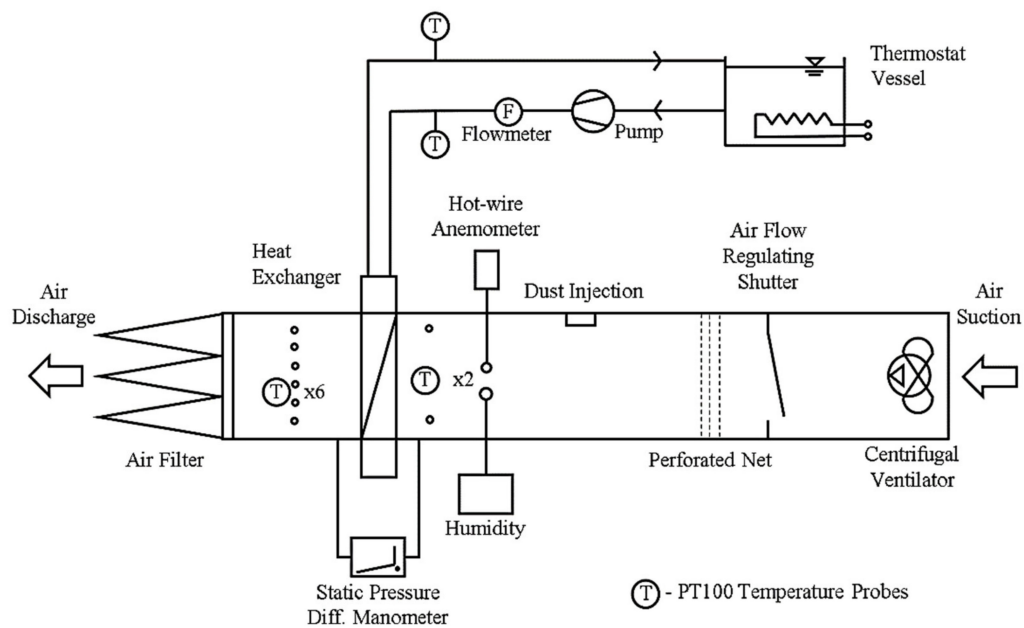 T
Thermostat
Vessel
F
Flowmeter
Pump
T
Hot-wire
Anemometer
Air Flow
Regulating
Shutter
Heat
Exchanger
Dust Injection
Air
Discharge
Air
Suction
T x6
T x2
Air Filter
Perforated Net
Centrifugal
Ventilator
Humidity
Static Pressure
Diff. Manometer
T - PT100 Temperature Probes